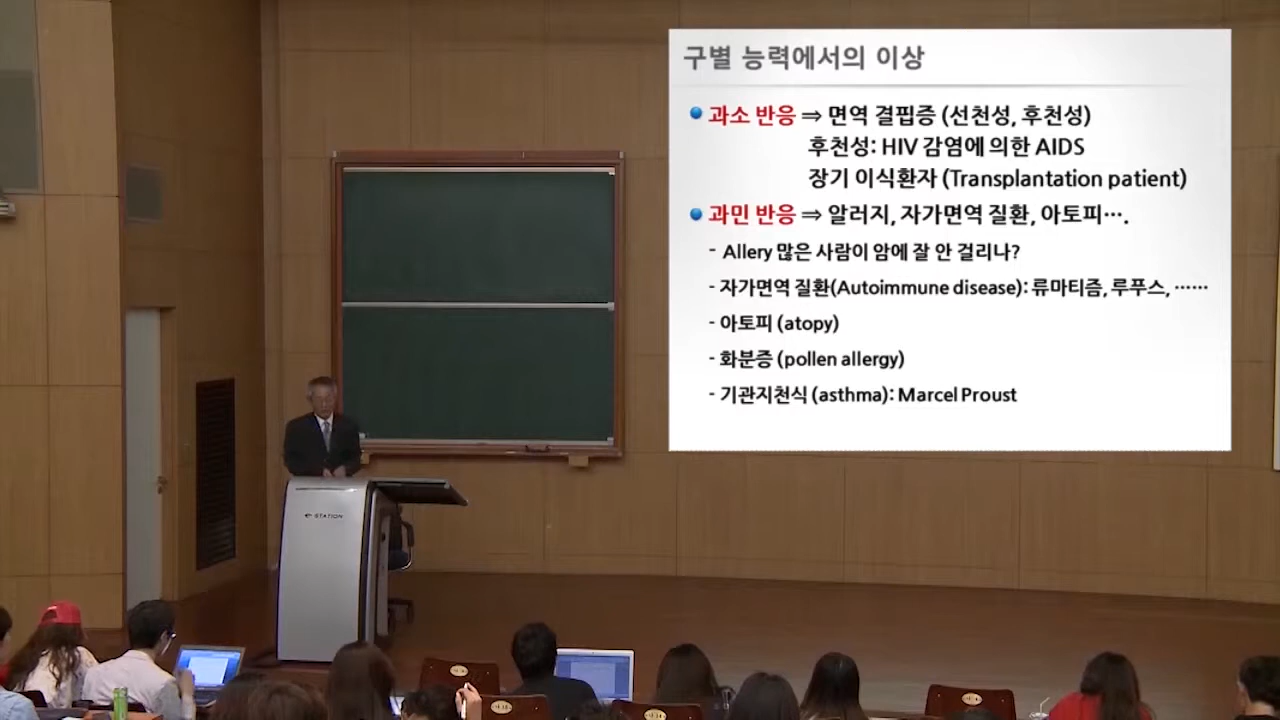 구별 능력에서의 이상
과소 반응 ⇒ 면역 결핍증 (선천성, 후천성)
후천성: HIV 감염에 의한 AIDS
장기 이식환자 (Transplantation patient)
과민 반응 ⇒ 알러지, 자가면역 질환, 아토피….
- Allery 많은 사람이 암에 잘 안 걸리나?
- 자가면역 질환(Autoimmune disease): 류마티즘, 루푸스, ……
- 아토피 (atopy)
- 화분증 (pollen allergy)
- 기관지천식 (asthma): Marcel Proust
e-STATION